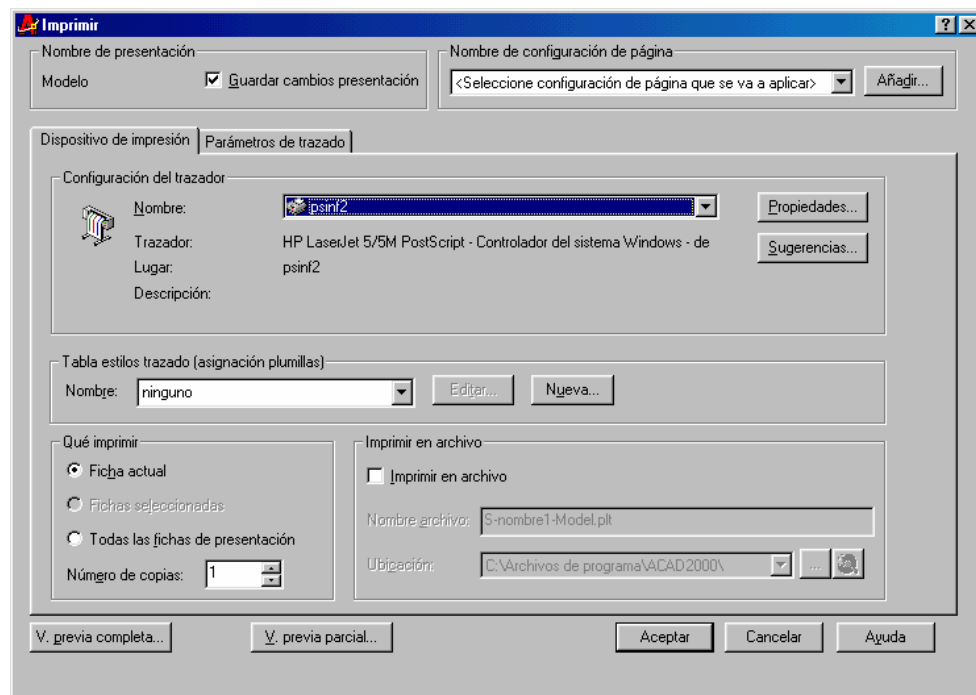 Imprimir
Nombre de presentación
Modelo
Guardar cambios presentación
Nombre de configuración de página
<Seleccione configuración de página que se va a aplicar>
Añadir...
Dispositivo de impresión
Parámetros de trazado
Configuración del trazador
Nombre:
psinf2
Propiedades...
Trazador:
HP LaserJet 5/5M PostScript - Controlador del sistema Windows - de
Sugerencias...
Lugar:
psinf2
Descripción:
Tabla estilos trazado (asignación plumillas)
Nombre:
ninguno
Editar...
Nueva...
Qué imprimir
Ficha actual
Fichas seleccionadas
Todas las fichas de presentación
Número de copias:
1
Imprimir en archivo
Imprimir en archivo
Nombre archivo:
S-nombre1-Model.plt
Ubicación:
C:\Archivos de programa\ACAD2000\
...
V. previa completa...
V. previa parcial...
Aceptar
Cancelar
Ayuda